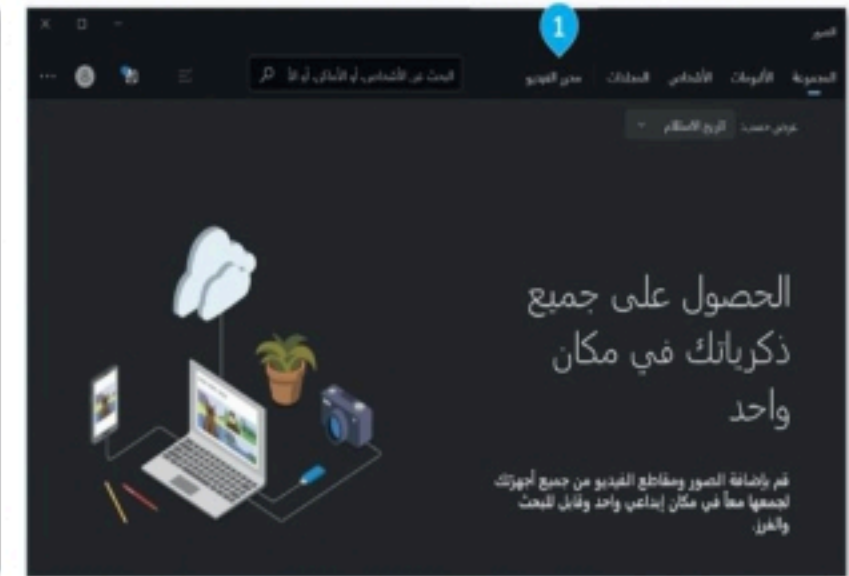 1
الصور
المجموعة الألبومات الأشخاص المجلدات محرر الفيديو البحث عن الأشخاص، أو الأماكن، أو الأ
عرض حسب: تاريخ الاستلام
الحصول على جميع
ذكرياتك في مكان
واحد
قم بإضافة الصور ومقاطع الفيديو من جميع أجهزتك
لجمعها معاً في مكان إبداعي واحد وقابل للبحث
والفرز.